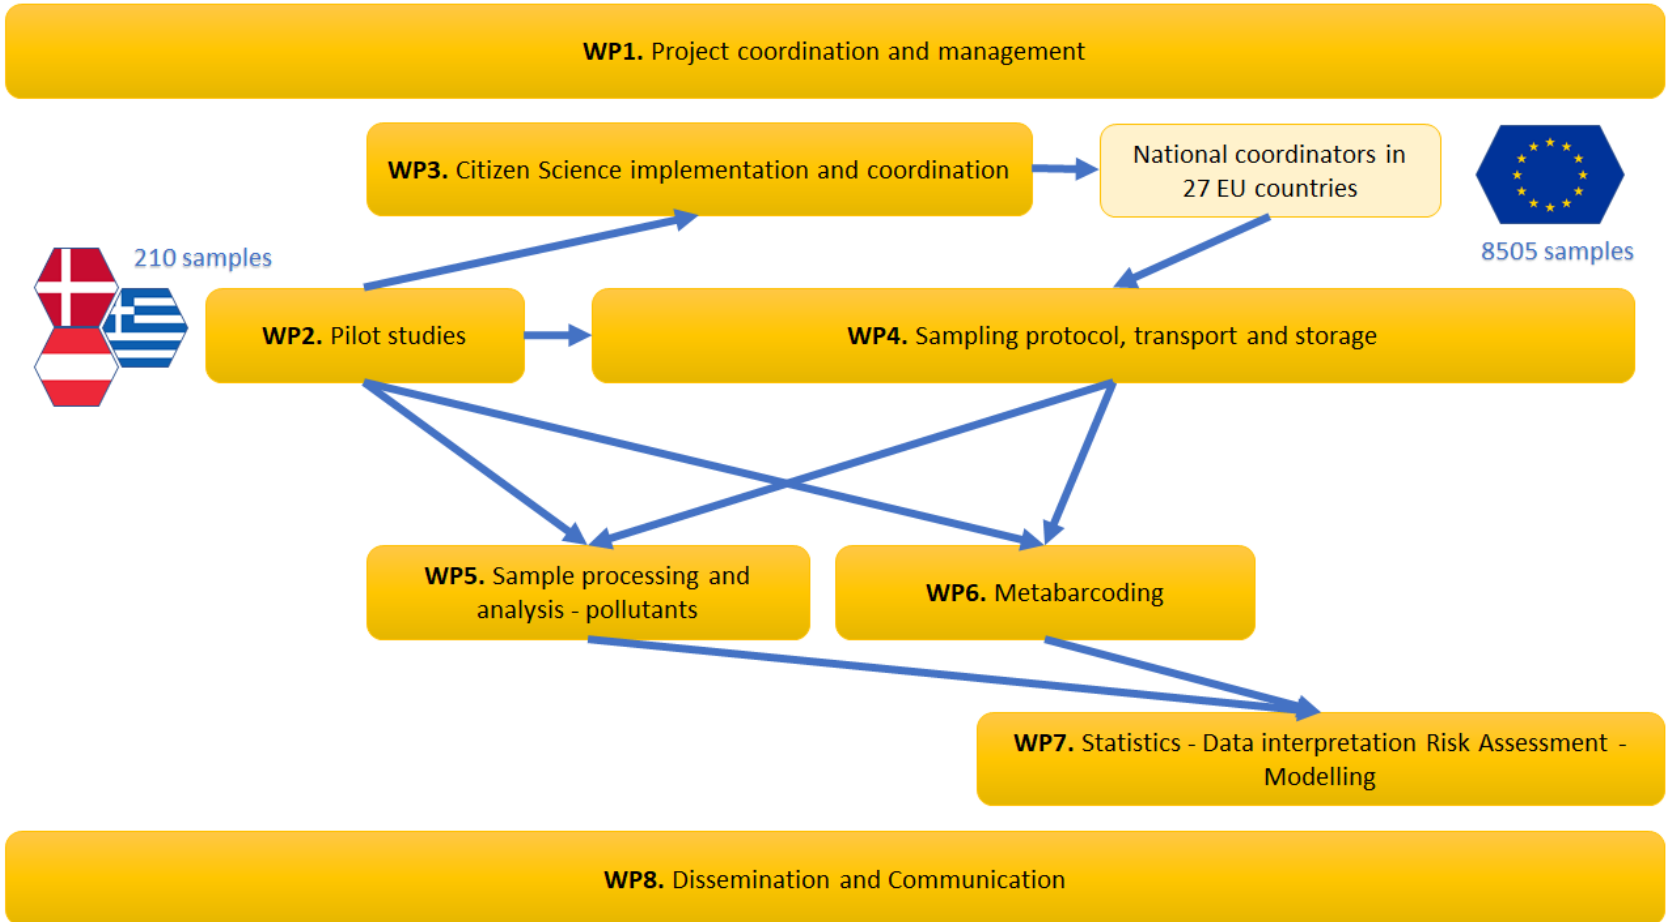 WP1. Project coordination and management
WP3. Citizen Science implementation and coordination
National coordinators in
27 EU countries
210 samples
8505 samples
WP2. Pilot studies
WP4. Sampling protocol, transport and storage
WP5. Sample processing and
analysis - pollutants
WP6. Metabarcoding
WP7. Statistics - Data interpretation Risk Assessment -
Modelling
WP8. Dissemination and Communication